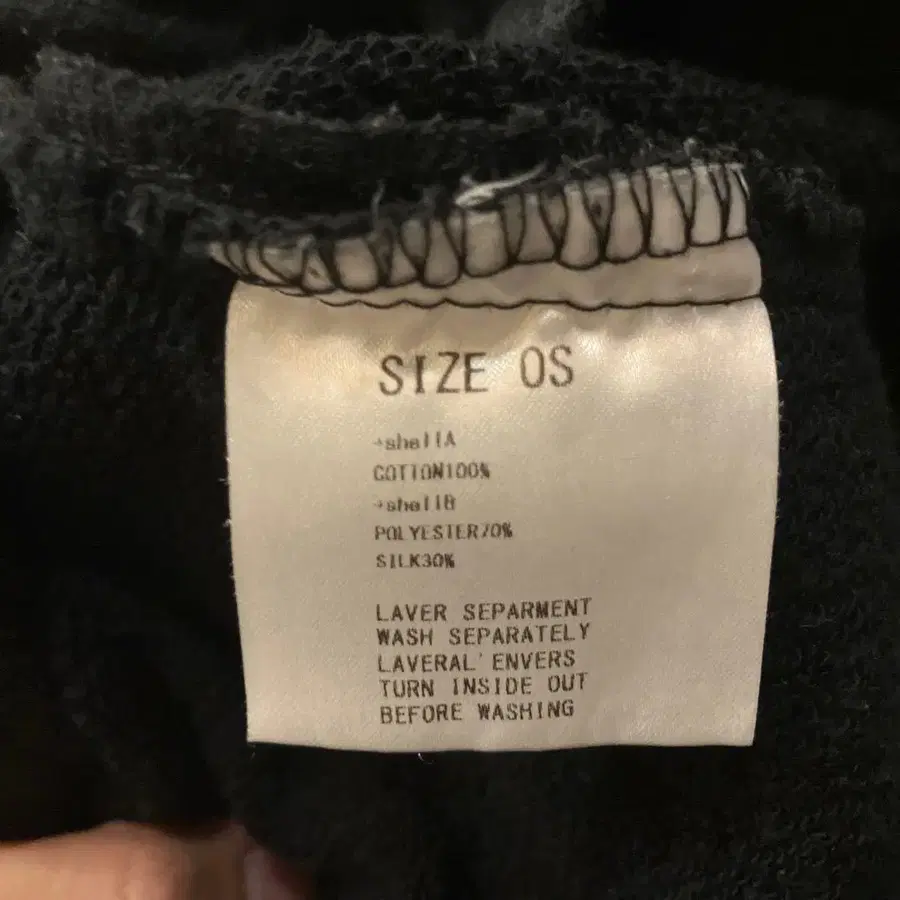 SIZE OS
→shellA
COTTON100%
→shellB
POLYESTER70%
SILK30%
LAVER SEPARMENT
WASH SEPARATELY
LAVERAL'ENVERS
TURN INSIDE OUT
BEFORE WASHING